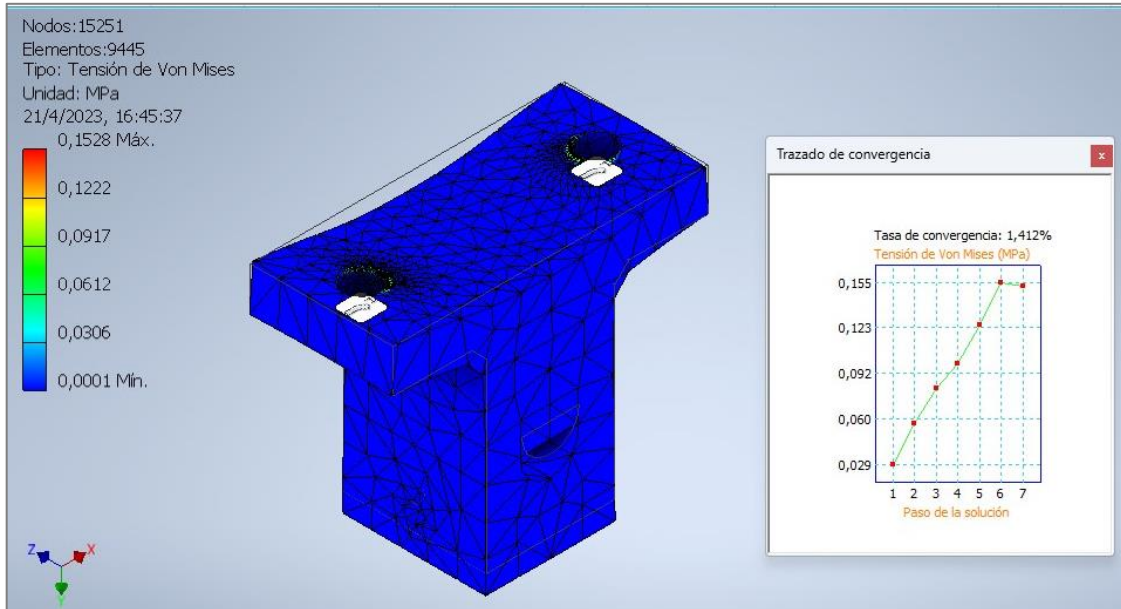 Nodos:15251
Elementos:9445
Tipo: Tensión de Von Mises
Unidad: MPa
21/4/2023, 16:45:37
0,1528 Máx.
0,1222
0,0917
0,0612
0,0306
0,0001 Mín.
Z
X
Y
Trazado de convergencia
x
Tasa de convergencia: 1,412%
Tensión de Von Mises (MPa)
0,155
0,123
0,092
0,060
0,029
1 2 3 4 5 6 7
Paso de la solución